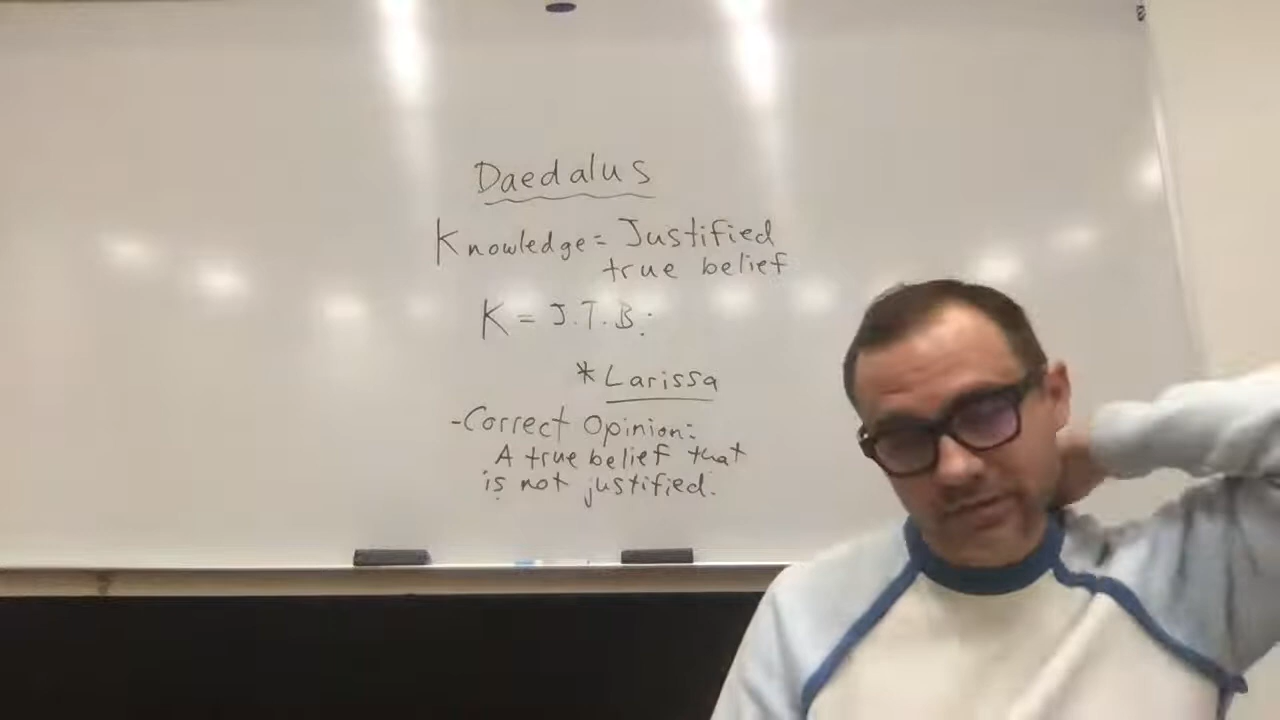 Daedalus
Knowledge = Justified
true belief
K = J.T.B.:
* Larissa
- Correct Opinion:
A true belief that
is not justified.